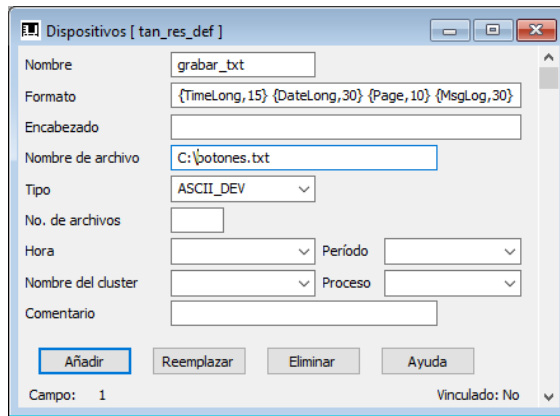 Dispositivos [ tan_res_def ]
Nombre grabar_txt
Formato {TimeLong,15} {DateLong,30} {Page,10} {MsgLog,30}
Encabezado
Nombre de archivo C:\botones.txt
Tipo ASCII_DEV
No. de archivos
Hora Período
Nombre del cluster Proceso
Comentario
Añadir Reemplazar Eliminar Ayuda
Campo: 1 Vinculado: No